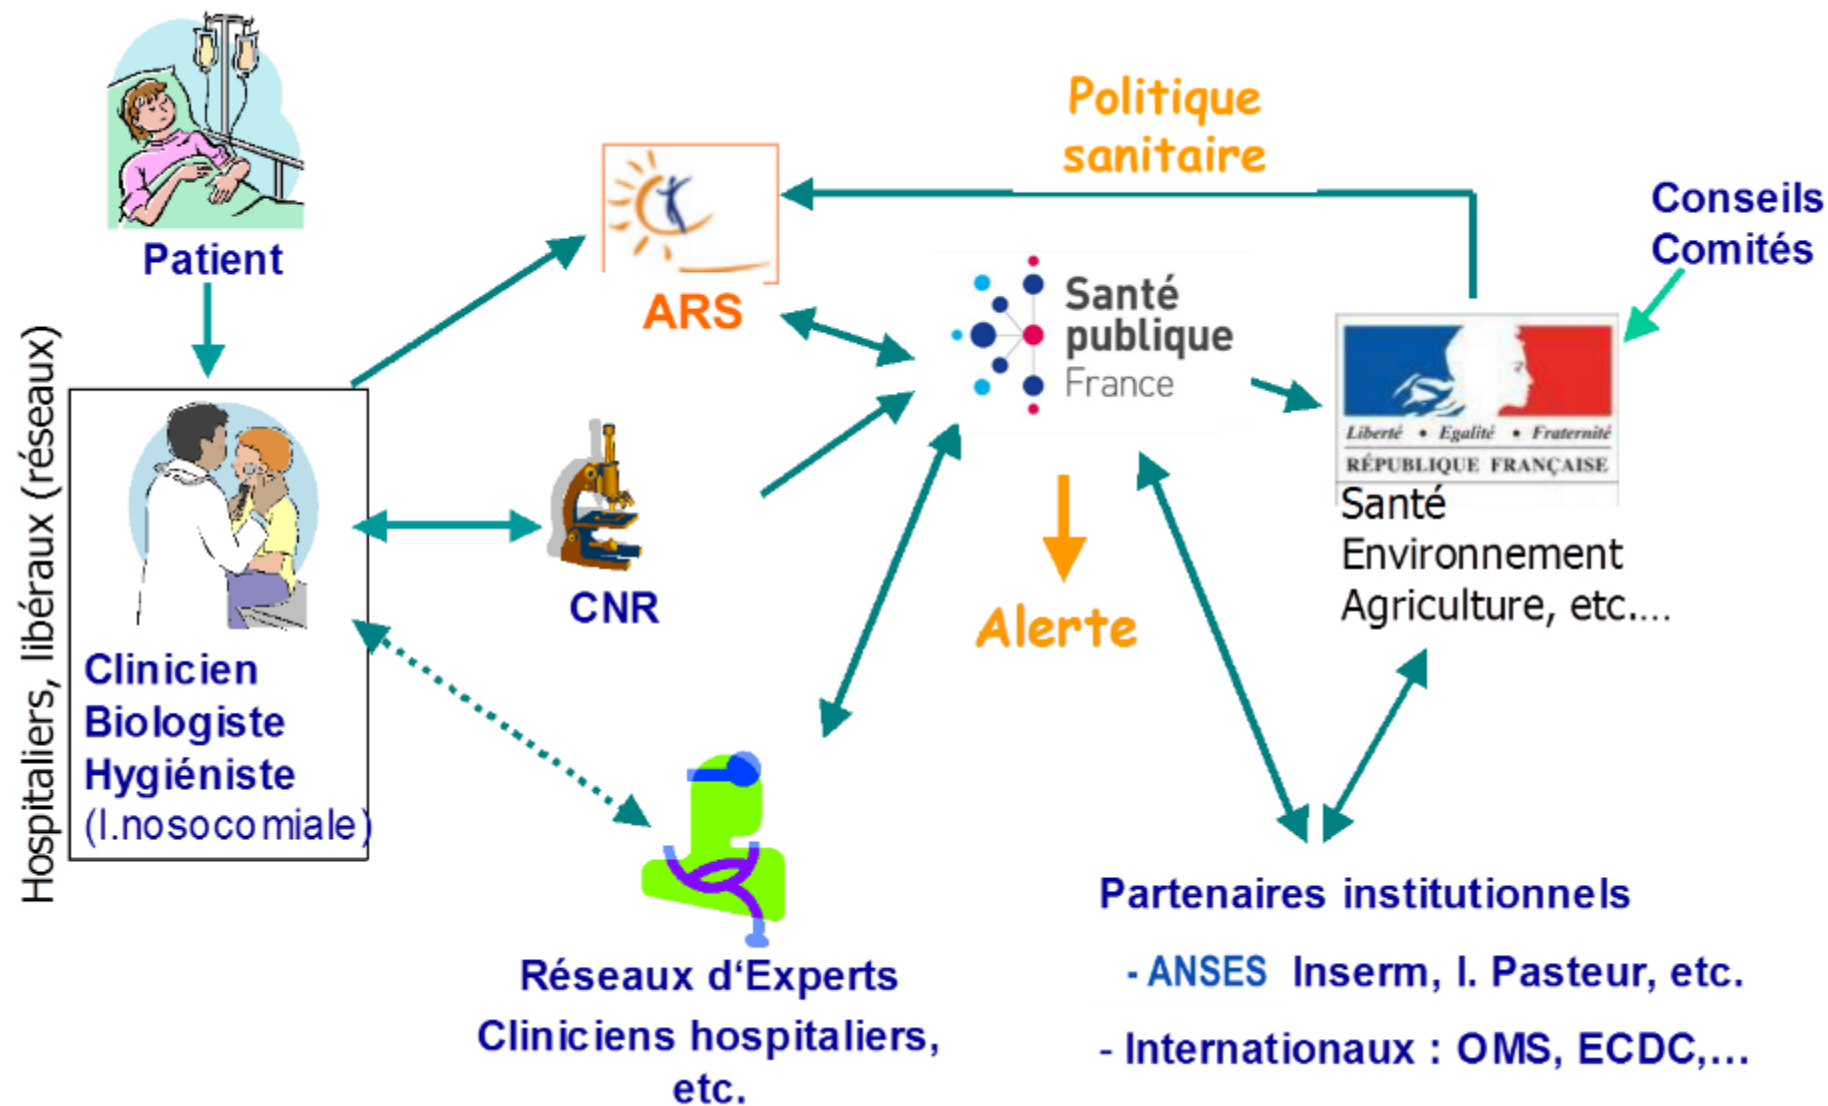 Politique
sanitaire
Conseils
Comités
Patient
ARS
Santé
publique
France
Liberté • Egalité • Fraternité
RÉPUBLIQUE FRANÇAISE
Santé
Environnement
Agriculture, etc....
Hospitaliers, libéraux (réseaux)
CNR
Alerte
Clinicien
Biologiste
Hygiéniste
(I.nosocomiale)
Réseaux d‘Experts
Cliniciens hospitaliers,
etc.
Partenaires institutionnels
- ANSES Inserm, I. Pasteur, etc.
- Internationaux : OMS, ECDC,...